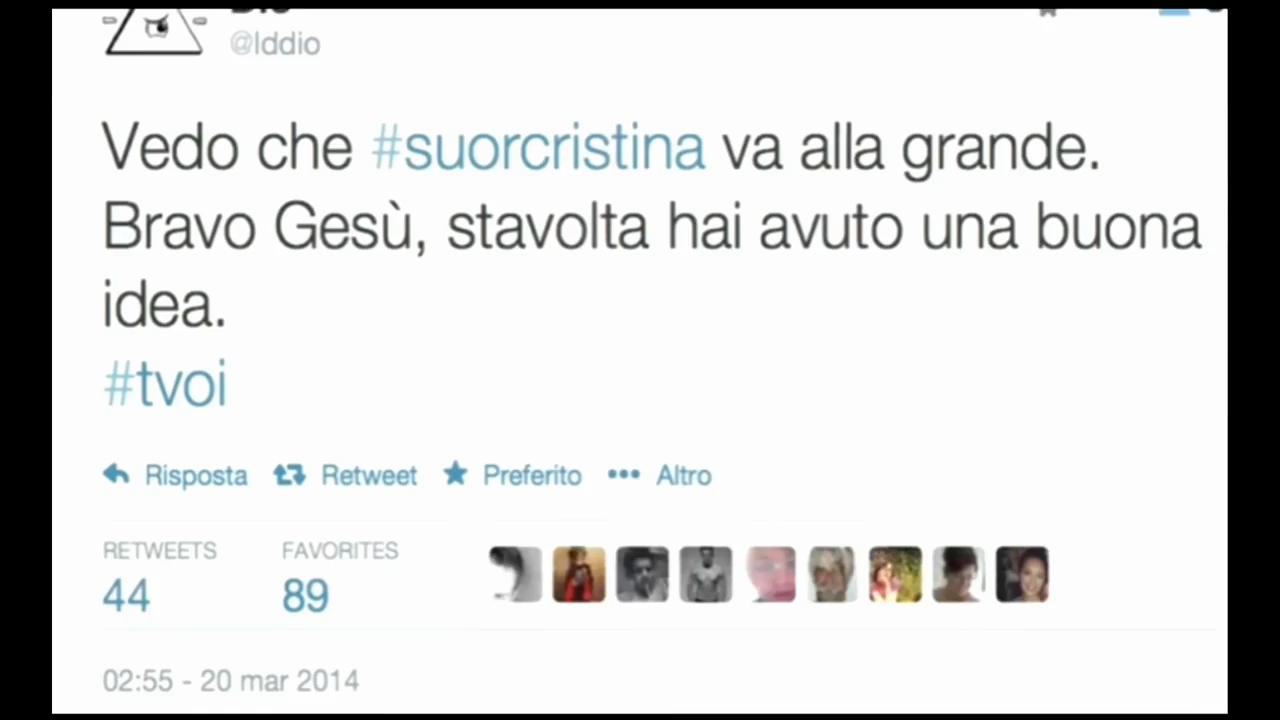 @Iddio
Vedo che #suorcristina va alla grande.
Bravo Gesù, stavolta hai avuto una buona
idea.
#tvoi
Risposta Retweet Preferito Altro
RETWEETS FAVORITES
44 89
02:55 - 20 mar 2014